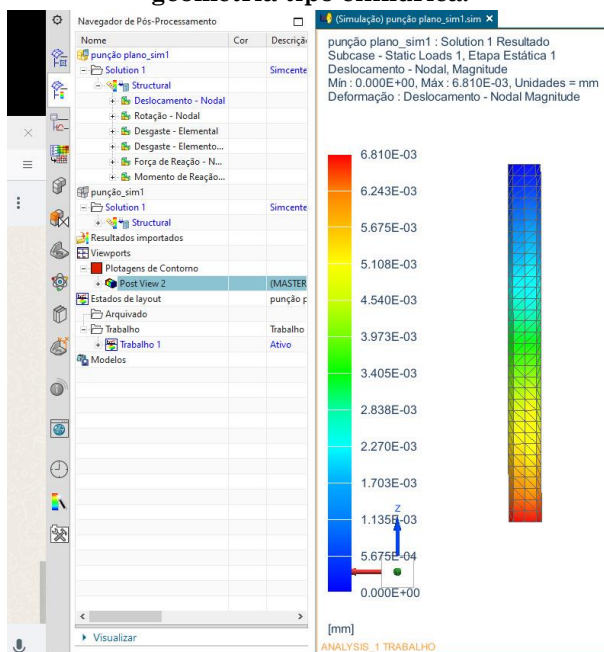 geometria tipo cilíndrica.
Navegador de Pós-Processamento
Nome Cor Descriçã
punção plano_sim1
Solution 1 Simcente
Structural
Deslocamento - Nodal
Rotação - Nodal
Desgaste - Elemental
Desgaste - Elemento...
Força de Reação - N...
Momento de Reação...
punção_sim1
Solution 1 Simcente
Structural
Resultados importados
Viewports
Plotagens de Contorno
Post View 2 (MASTER
Estados de layout punção p
Arquivado
Trabalho Trabalho
Trabalho 1 Ativo
Modelos
Visualizar
(Simulação) punção plano_sim1.sim
punção plano_sim1 : Solution 1 Resultado
Subcase - Static Loads 1, Etapa Estática 1
Deslocamento - Nodal, Magnitude
Mín : 0.000E+00, Máx : 6.810E-03, Unidades = mm
Deformação : Deslocamento - Nodal Magnitude
6.810E-03
6.243E-03
5.675E-03
5.108E-03
4.540E-03
3.973E-03
3.405E-03
2.838E-03
2.270E-03
1.703E-03
Z
1.135E-03
5.675E-04
0.000E+00
[mm]
ANALYSIS_1 TRABALHO